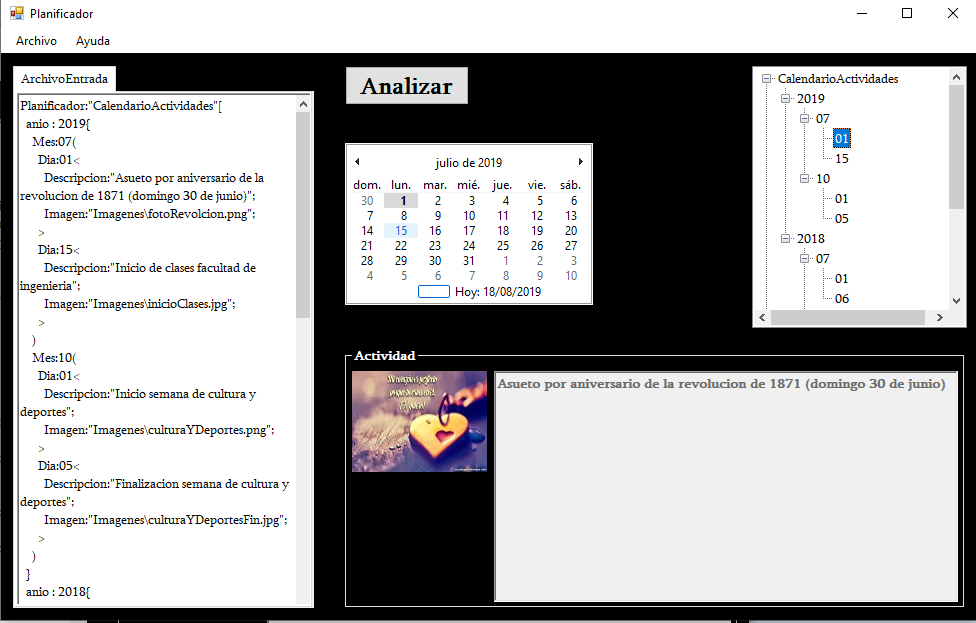 Planificador
Archivo Ayuda
ArchivoEntrada
Planificador:"CalendarioActividades"[
anio : 2019{
Mes:07(
Dia:01<
Descripcion:"Asueto por aniversario de la
revolucion de 1871 (domingo 30 de junio)";
Imagen:"Imagenes\fotoRevolcion.png";
>
Dia:15<
Descripcion:"Inicio de clases facultad de
ingenieria";
Imagen:"Imagenes\inicioClases.jpg";
>
)
Mes:10(
Dia:01<
Descripcion:"Inicio semana de cultura y
deportes";
Imagen:"Imagenes\culturaYDeportes.png";
>
Dia:05<
Descripcion:"Finalizacion semana de cultura y
deportes";
Imagen:"Imagenes\culturaYDeportesFin.jpg";
>
)
}
anio : 2018{
Analizar
julio de 2019
dom. lun. mar. mié. jue. vie. sáb.
30 1 2 3 4 5 6
7 8 9 10 11 12 13
14 15 16 17 18 19 20
21 22 23 24 25 26 27
28 29 30 31 1 2 3
4 5 6 7 8 9 10
Hoy: 18/08/2019
CalendarioActividades
2019
07
01
15
10
01
05
2018
07
01
06
Actividad
Asueto por aniversario de la revolucion de 1871 (domingo 30 de junio)